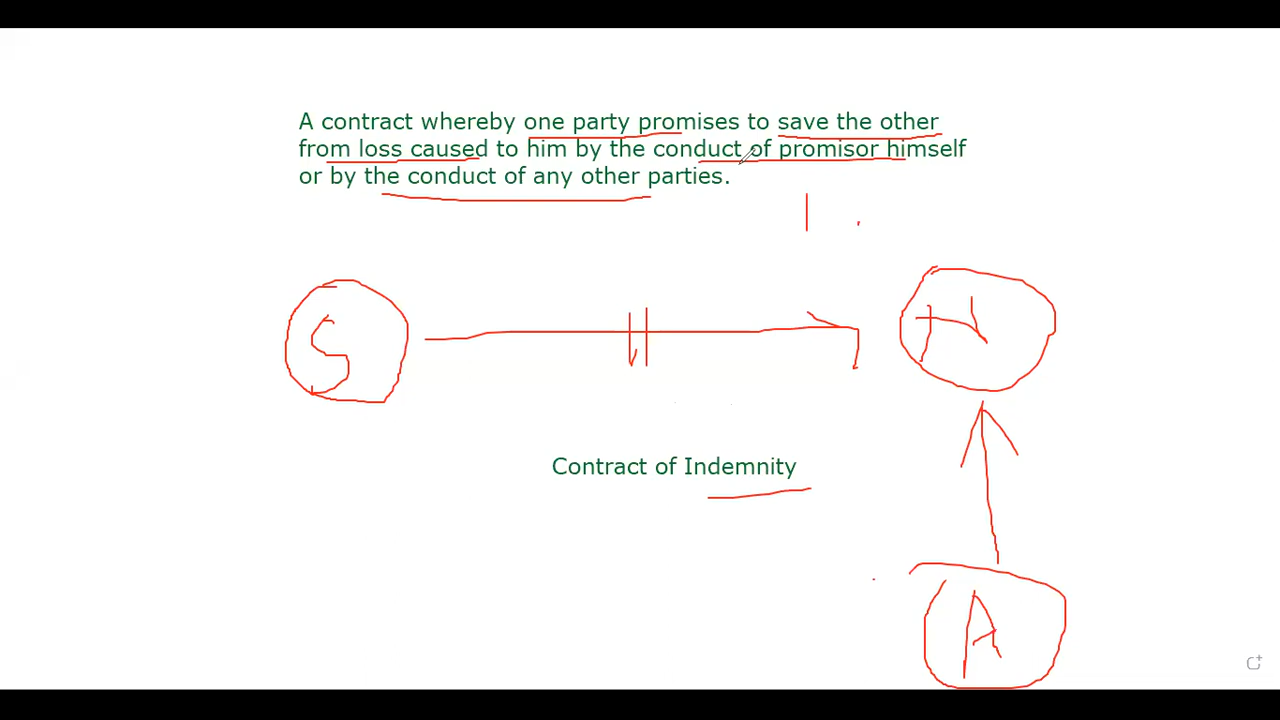 A contract whereby one party promises to save the other
from loss caused to him by the conduct of promisor himself
or by the conduct of any other parties.
S
Contract of Indemnity
A